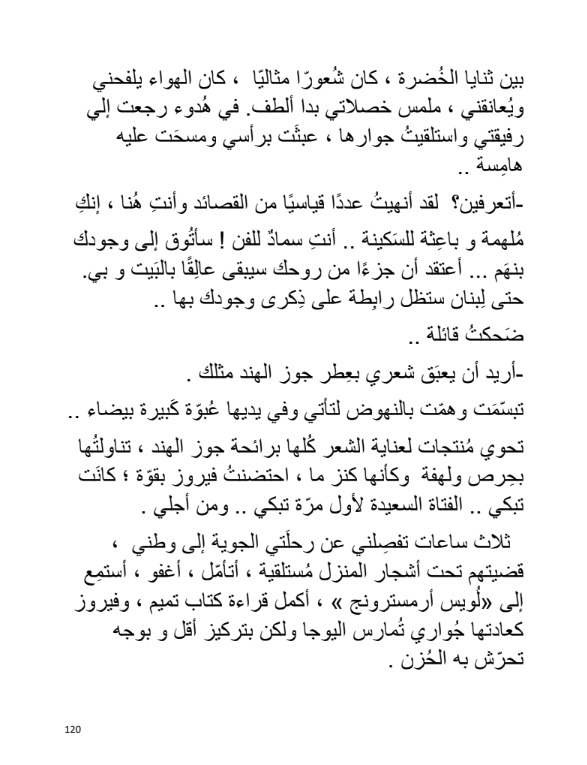 بين ثنايا الخُضرة ، كان شُعورًا مثاليًا  ، كان الهواء يلفحني
ويُعانقني ، ملمس خصلاتي بدا ألطف. في هُدوء رجعت إلي
رفيقتي واستلقيتُ جوارها ، عبثَت برأسي ومسحَت عليه
هامِسة ..
-أتعرفين؟  لقد أنهيتُ عددًا قياسيًا من القصائد وأنتِ هُنا ، إنكِ
مُلهمة و باعِثة للسَكينة .. أنتِ سمادٌ للفن ! سأتُوق إلى وجودك
بنهَم ... أعتقد أن جزءًا من روحك سيبقى عالِقًا بالبَيت و بي.
حتى لِبنان ستظل رابِطة على ذِكرى وجودك بها ..
ضَحكتُ قائلة ..
-أريد أن يعبَق شعري بعِطر جوز الهند مثلك .
تبسّمَت وهمّت بالنهوض لتأتي وفي يديها عُبوّة كَبيرة بيضاء ..
تحوي مُنتجات لعناية الشعر كُلها برائحة جوز الهند ، تناولتُها
بحِرص ولهفة  وكأنها كنز ما ، احتضنتُ فيروز بقوّة ؛ كانَت
تبكي .. الفتاة السعيدة لأول مرّة تبكي .. ومن أجلي .
ثلاث ساعات تفصِلني عن رحلَتي الجوية إلى وطني  ،
قضيتهم تحت أشجار المنزل مُستلقية ، أتأمّل ، أغفو ، أستمِع
إلى «لُويس أرمسترونج » ، أكمل قراءة كتاب تميم ، وفيروز
كعادتها جُواري تُمارس اليوجا ولكن بتركيز أقل و بوجه
تحرّش به الحُزن .
120